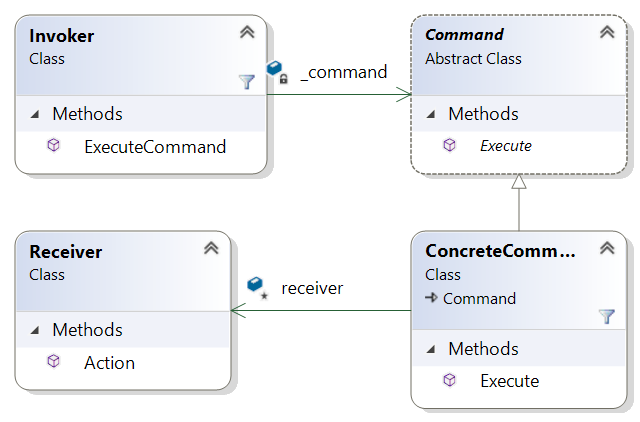 Invoker
Class
Methods
ExecuteCommand
_command
Command
Abstract Class
Methods
Execute
Receiver
Class
Methods
Action
receiver
ConcreteComm...
Class
Command
Methods
Execute